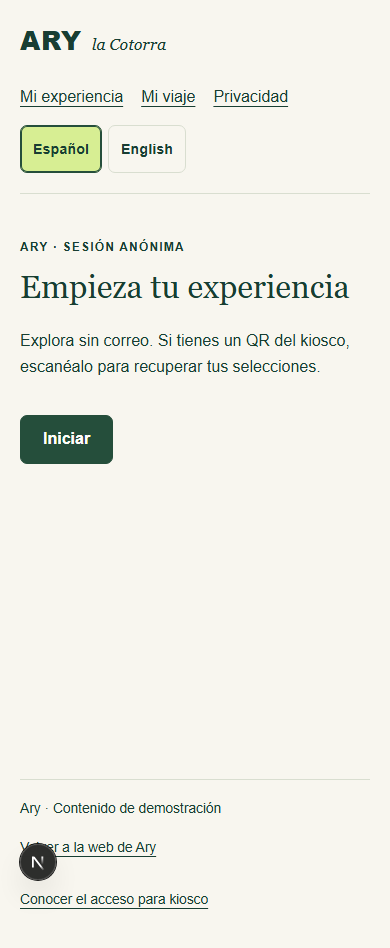 ARY la Cotorra
Mi experiencia Mi viaje Privacidad
Español English
ARY · SESIÓN ANÓNIMA
Empieza tu experiencia
Explora sin correo. Si tienes un QR del kiosco,
escanéalo para recuperar tus selecciones.
Iniciar
Ary · Contenido de demostración
Volver a la web de Ary
N
Conocer el acceso para kiosco